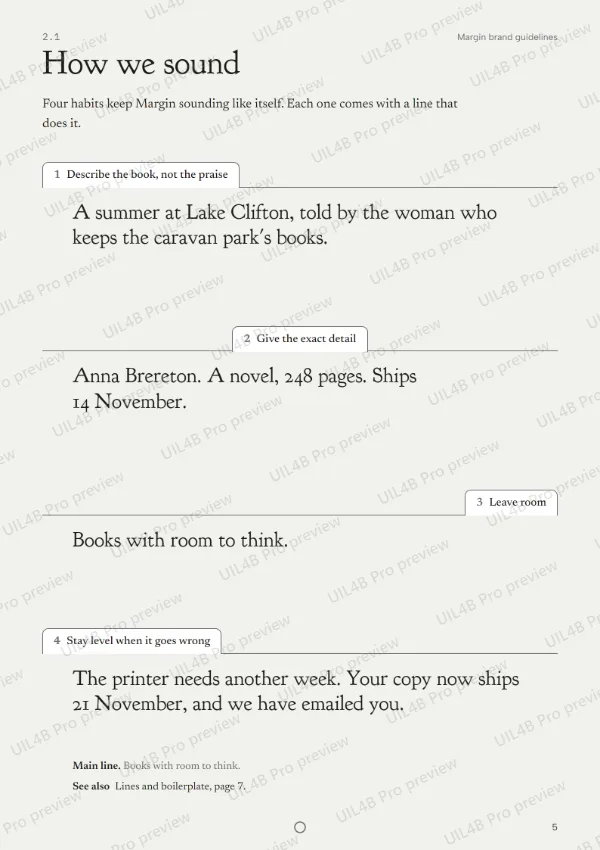 2.1
Margin brand guidelines
How we sound
Four habits keep Margin sounding like itself. Each one comes with a line that
does it.
1 Describe the book, not the praise
A summer at Lake Clifton, told by the woman who
keeps the caravan park's books.
2 Give the exact detail
Anna Brereton. A novel, 248 pages. Ships
14 November.
3 Leave room
Books with room to think.
4 Stay level when it goes wrong
The printer needs another week. Your copy now ships
21 November, and we have emailed you.
Main line. Books with room to think.
See also Lines and boilerplate, page 7.
5
UIL4B Pro preview